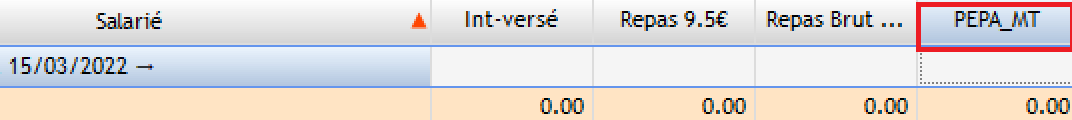 Salarié Int-versé Repas 9.5€ Repas Brut ... PEPA_MT
15/03/2022 →
0.00 0.00 0.00 0.00